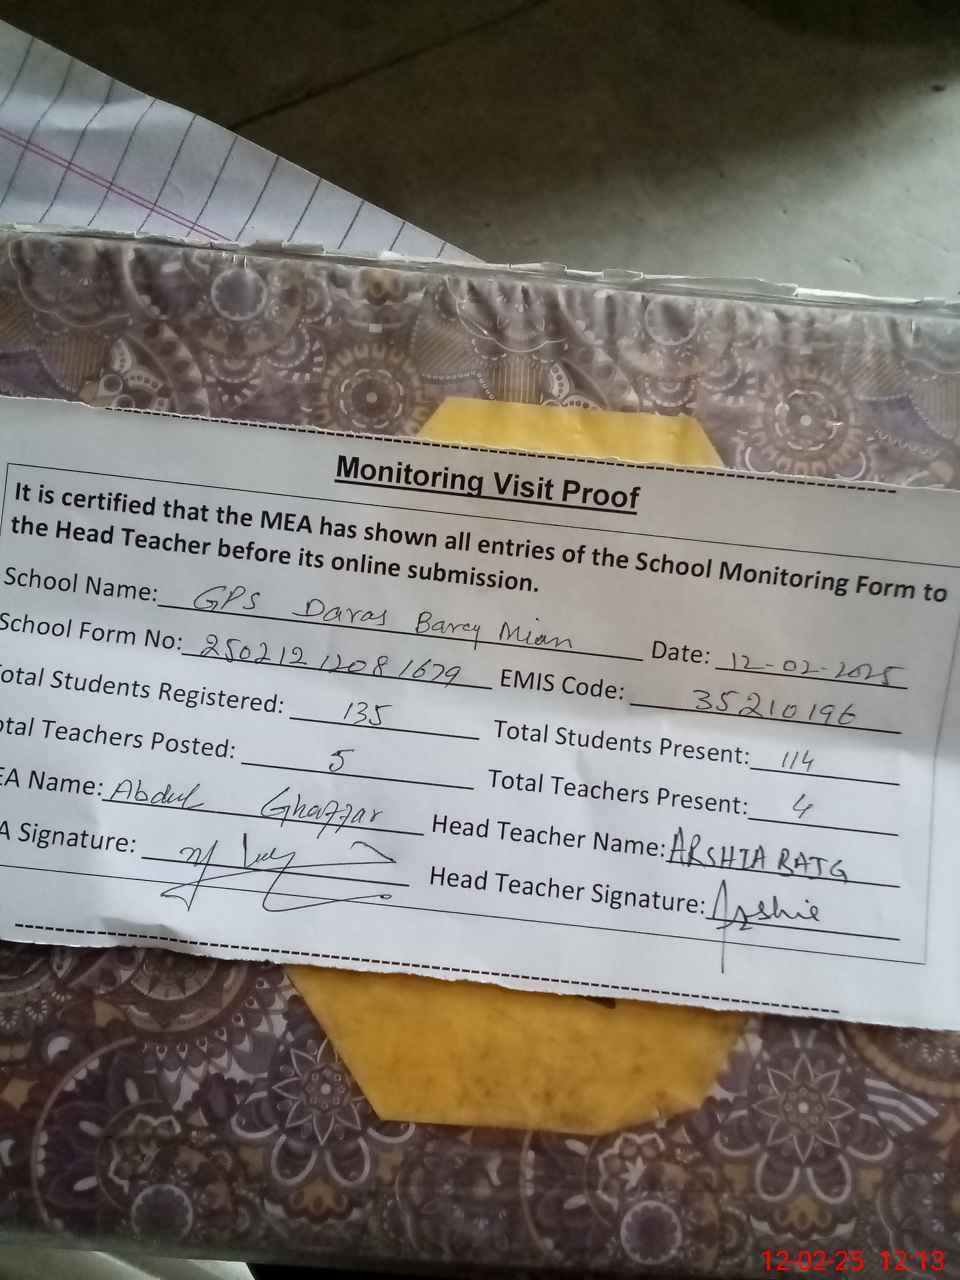 Monitoring Visit Proof
It is certified that the MEA has shown all entries of the School Monitoring Form to
the Head Teacher before its online submission.
School Name: GPS Daras Barey Mian Date: 12-02-2025
School Form No: 25021212081679 EMIS Code: 35210196
otal Students Registered: 135 Total Students Present: 114
otal Teachers Posted: 5 Total Teachers Present: 4
EA Name: Abdul Ghaffar Head Teacher Name: ARSHIA BAIG
A Signature: Head Teacher Signature: Arshie
12-02-25 12:13